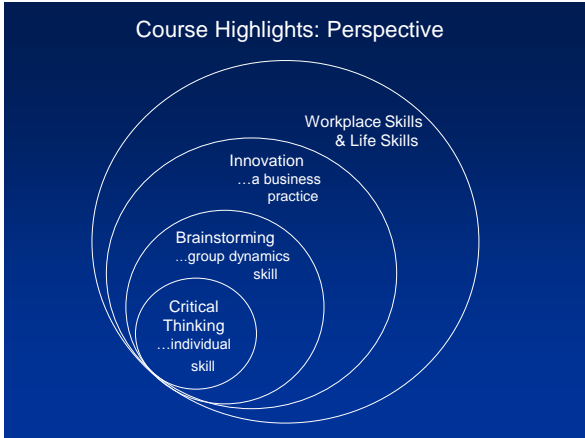 Course Highlights: Perspective
Workplace Skills
& Life Skills
Innovation
…a business
practice
Brainstorming
...group dynamics
skill
Critical
Thinking
…individual
skill